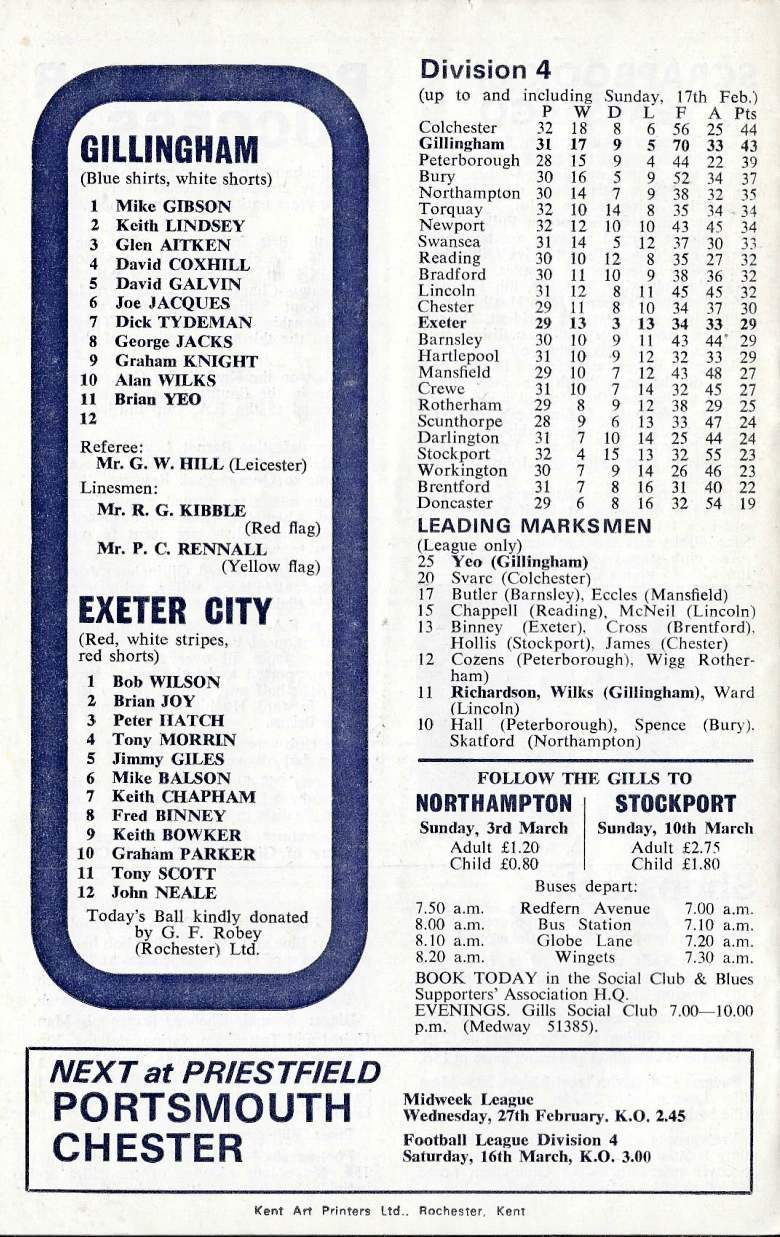 GILLINGHAM
(Blue shirts, white shorts)
1 Mike GIBSON
2 Keith LINDSEY
3 Glen AITKEN
4 David COXHILL
5 David GALVIN
6 Joe JACQUES
7 Dick TYDEMAN
8 George JACKS
9 Graham KNIGHT
10 Alan WILKS
11 Brian YEO
12
Referee:
Mr. G. W. HILL (Leicester)
Linesmen:
Mr. R. G. KIBBLE
(Red flag)
Mr. P. C. RENNALL
(Yellow flag)
EXETER CITY
(Red, white stripes,
red shorts)
1 Bob WILSON
2 Brian JOY
3 Peter HATCH
4 Tony MORRIN
5 Jimmy GILES
6 Mike BALSON
7 Keith CHAPHAM
8 Fred BINNEY
9 Keith BOWKER
10 Graham PARKER
11 Tony SCOTT
12 John NEALE
Today's Ball kindly donated
by G. F. Robey
(Rochester) Ltd.
Division 4
(up to and including Sunday, 17th Feb.)
P W D L F A Pts
Colchester 32 18 8 6 56 25 44
Gillingham 31 17 9 5 70 33 43
Peterborough 28 15 9 4 44 22 39
Bury 30 16 5 9 52 34 37
Northampton 30 14 7 9 38 32 35
Torquay 32 10 14 8 35 34 34
Newport 32 12 10 10 43 45 34
Swansea 31 14 5 12 37 30 33
Reading 30 10 12 8 35 27 32
Bradford 30 11 10 9 38 36 32
Lincoln 31 12 8 11 45 45 32
Chester 29 11 8 10 34 37 30
Exeter 29 13 3 13 34 33 29
Barnsley 30 10 9 11 43 44 29
Hartlepool 31 10 9 12 32 33 29
Mansfield 29 10 7 12 43 48 27
Crewe 31 10 7 14 32 45 27
Rotherham 29 8 9 12 38 29 25
Scunthorpe 28 9 6 13 33 47 24
Darlington 31 7 10 14 25 44 24
Stockport 32 4 15 13 32 55 23
Workington 30 7 9 14 26 46 23
Brentford 31 7 8 16 31 40 22
Doncaster 29 6 8 16 32 54 19
LEADING MARKSMEN
(League only)
25 Yeo (Gillingham)
20 Svarc (Colchester)
17 Butler (Barnsley), Eccles (Mansfield)
15 Chappell (Reading), McNeil (Lincoln)
13 Binney (Exeter), Cross (Brentford),
Hollis (Stockport), James (Chester)
12 Cozens (Peterborough), Wigg Rother-
ham)
11 Richardson, Wilks (Gillingham), Ward
(Lincoln)
10 Hall (Peterborough), Spence (Bury).
Skatford (Northampton)
FOLLOW THE GILLS TO
NORTHAMPTON STOCKPORT
Sunday, 3rd March Sunday, 10th March
Adult £1.20 Adult £2.75
Child £0.80 Child £1.80
Buses depart:
7.50 a.m. Redfern Avenue 7.00 a.m.
8.00 a.m. Bus Station 7.10 a.m.
8.10 a.m. Globe Lane 7.20 a.m.
8.20 a.m. Wingets 7.30 a.m.
BOOK TODAY in the Social Club & Blues
Supporters' Association H.Q.
EVENINGS. Gills Social Club 7.00—10.00
p.m. (Medway 51385).
NEXT at PRIESTFIELD
PORTSMOUTH
Midweek League
Wednesday, 27th February. K.O. 2.45
CHESTER
Football League Division 4
Saturday, 16th March, K.O. 3.00
Kent Art Printers Ltd., Rochester, Kent